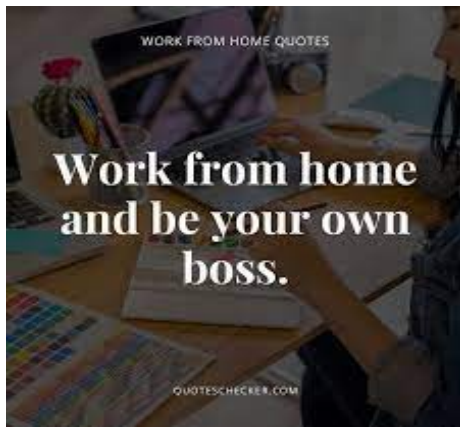 WORK FROM HOME QUOTES
Work from home
and be your own
boss.
QUOTESCHECKER.COM